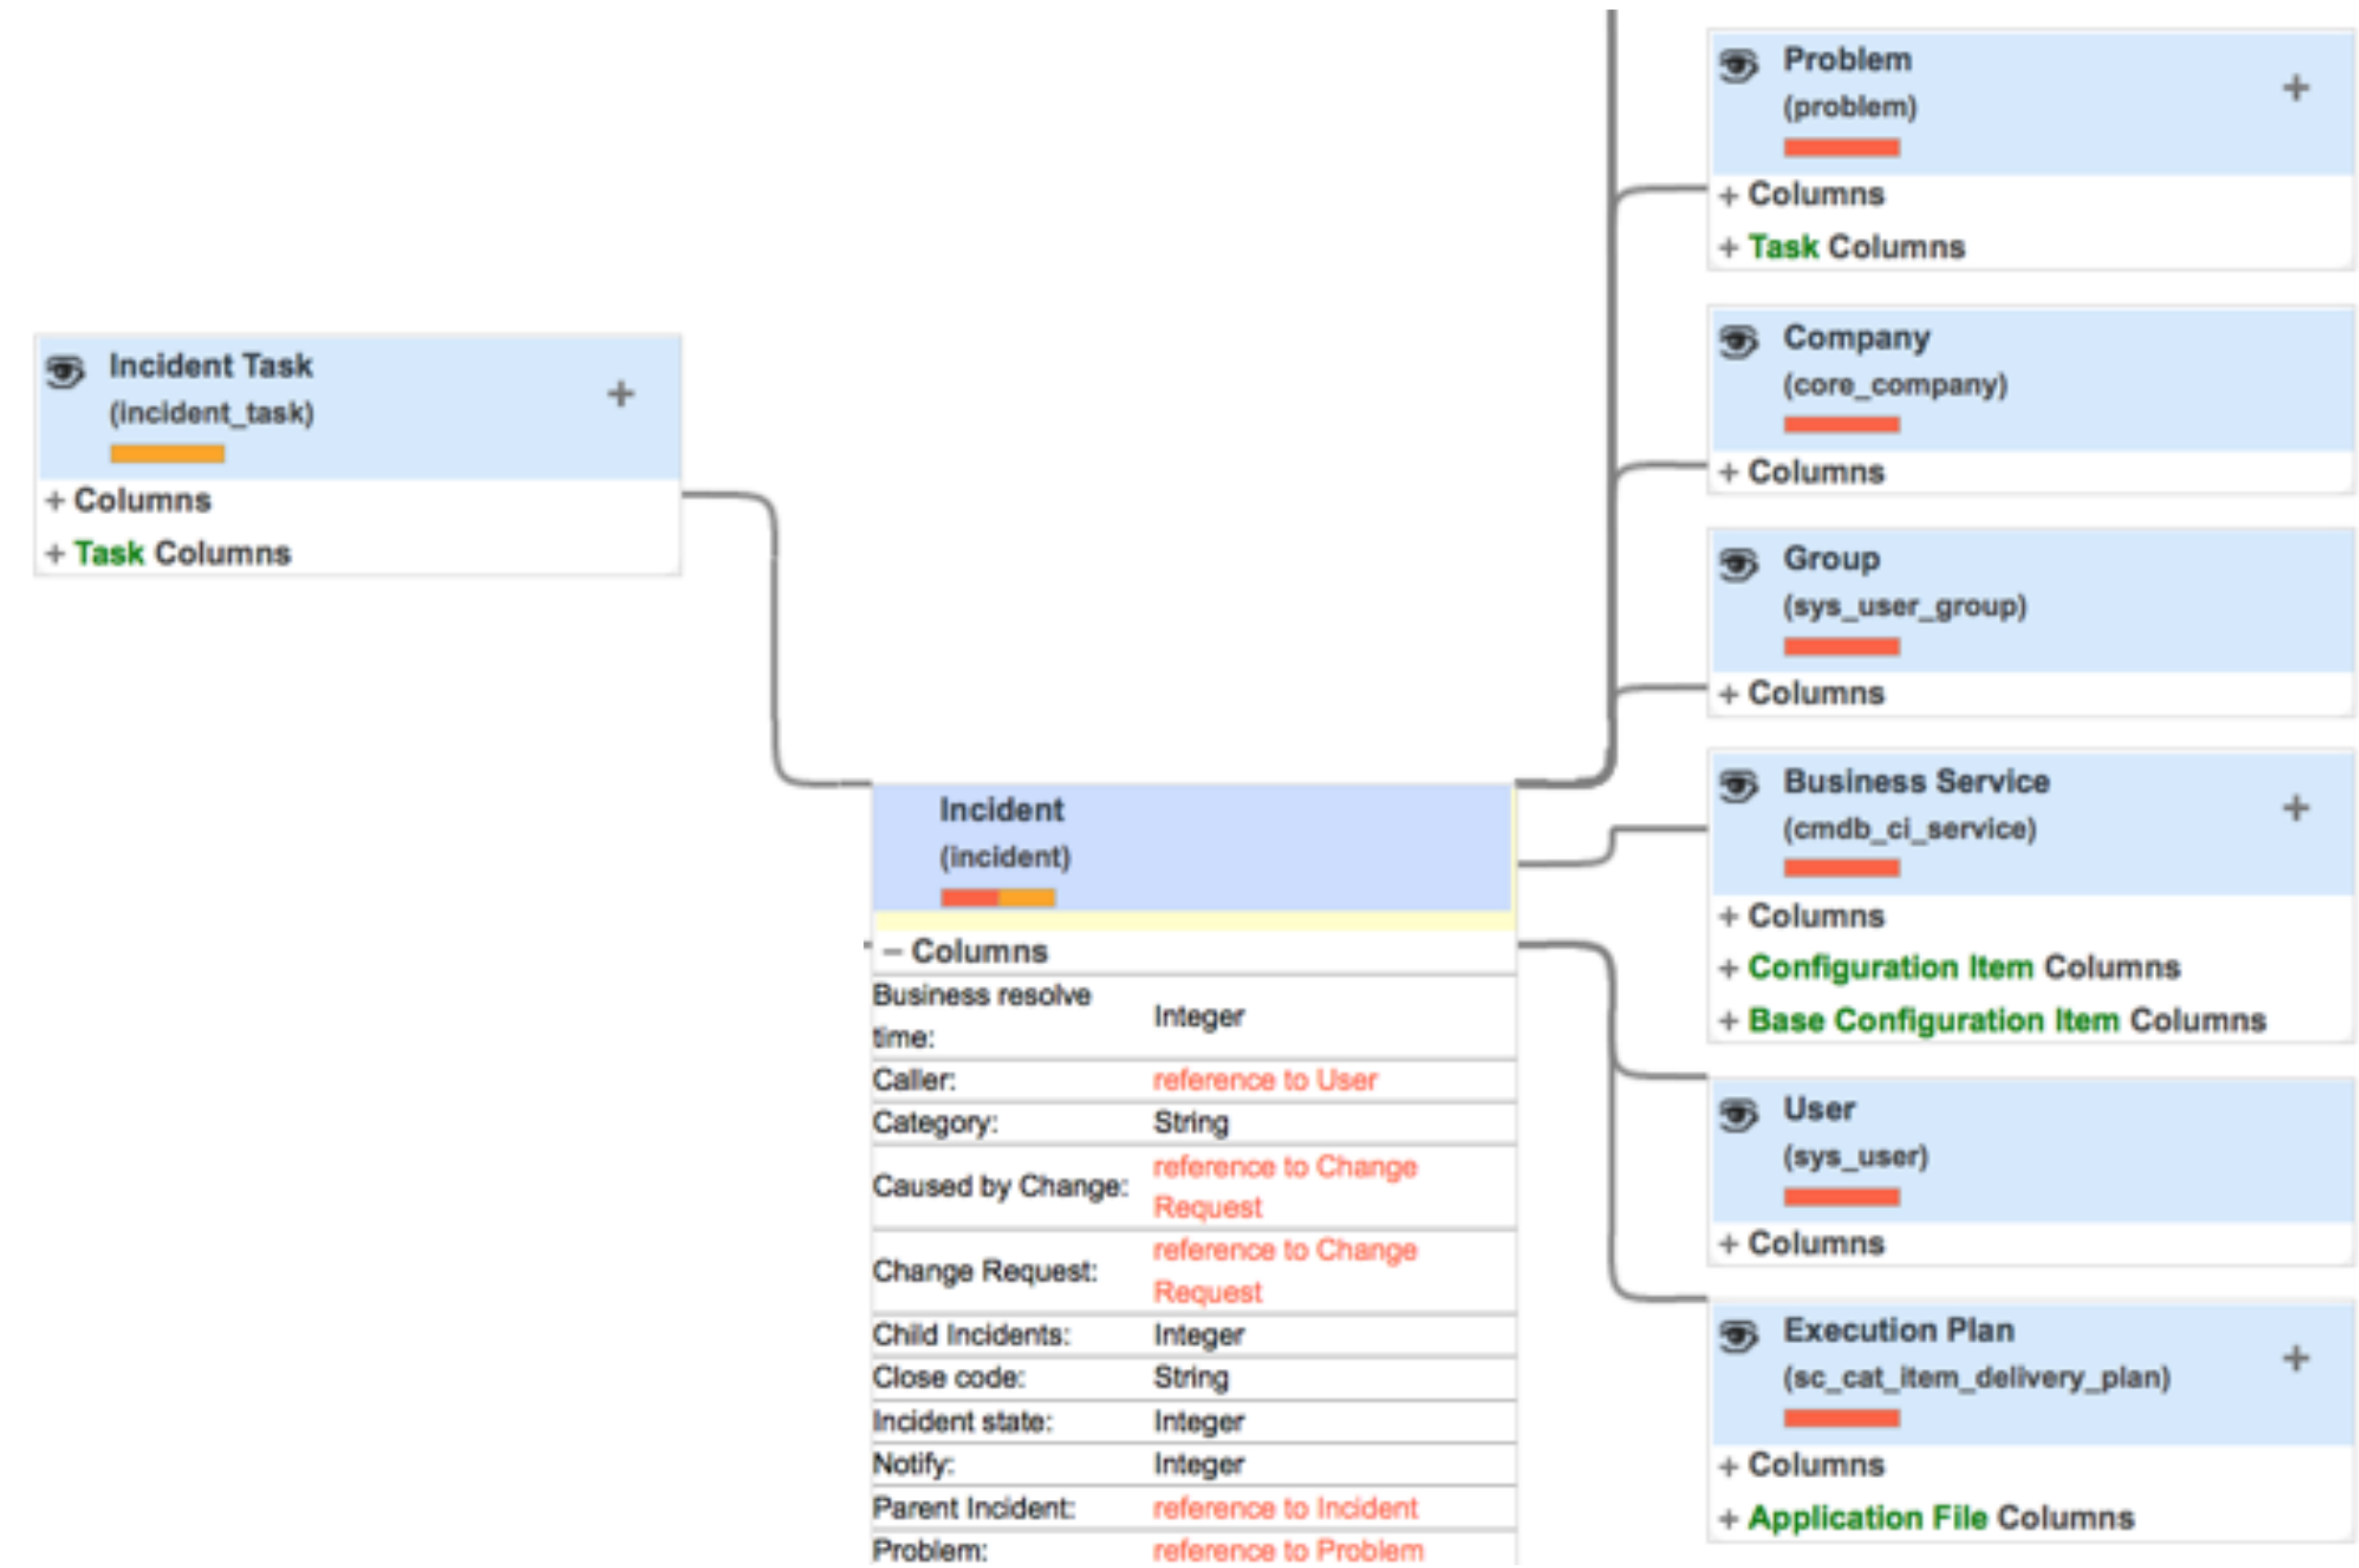 Problem
(problem)
+ Columns
+ Task Columns
Company
(core_company)
+ Columns
Incident Task
(incident_task)
+ Columns
+ Task Columns
Group
(sys_user_group)
+ Columns
Business Service
(cmdb_ci_service)
+ Columns
+ Configuration Item Columns
+ Base Configuration Item Columns
User
(sys_user)
+ Columns
Execution Plan
(sc_cat_item_delivery_plan)
+ Columns
+ Application File Columns
Incident
(incident)
– Columns
Business resolve
time: Integer
Caller: reference to User
Category: String
Caused by Change: reference to Change
Request
Change Request: reference to Change
Request
Child Incidents: Integer
Close code: String
Incident state: Integer
Notify: Integer
Parent Incident: reference to Incident
Problem: reference to Problem